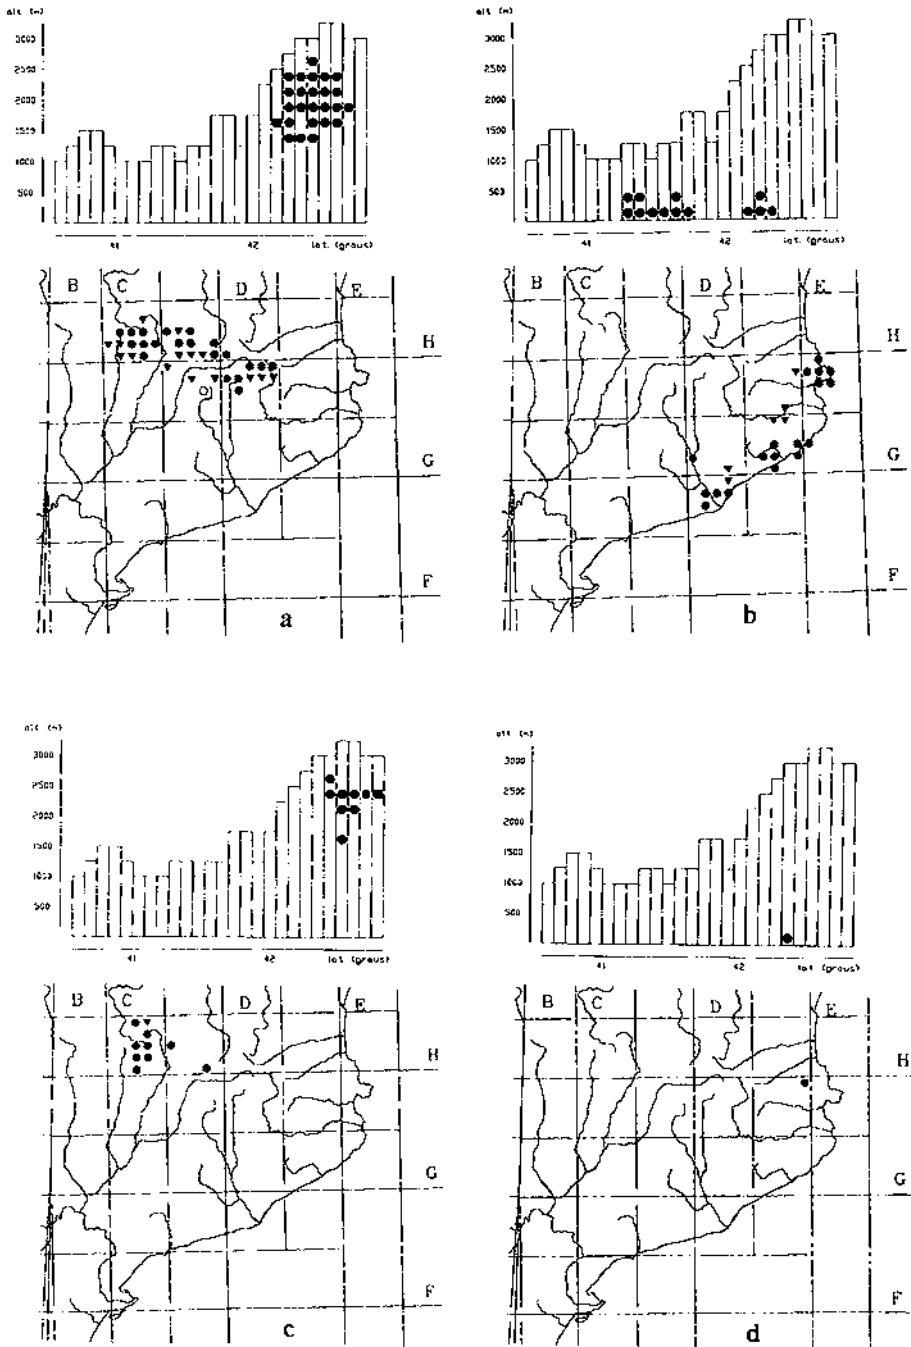 alt (m)
3000
2500
2000
1500
1000
500
41
42
lat. (graus)
B
C
D
E
H
G
F
a
alt (m)
3000
2500
2000
1500
1000
500
41
42
lat. (graus)
B
C
D
E
H
G
F
b
alt (m)
3000
2500
2000
1500
1000
500
41
42
lat (graus)
B
C
D
E
H
G
F
c
alt (m)
3000
2500
2000
1500
1000
500
41
42
lat (graus)
B
C
D
E
H
G
F
d